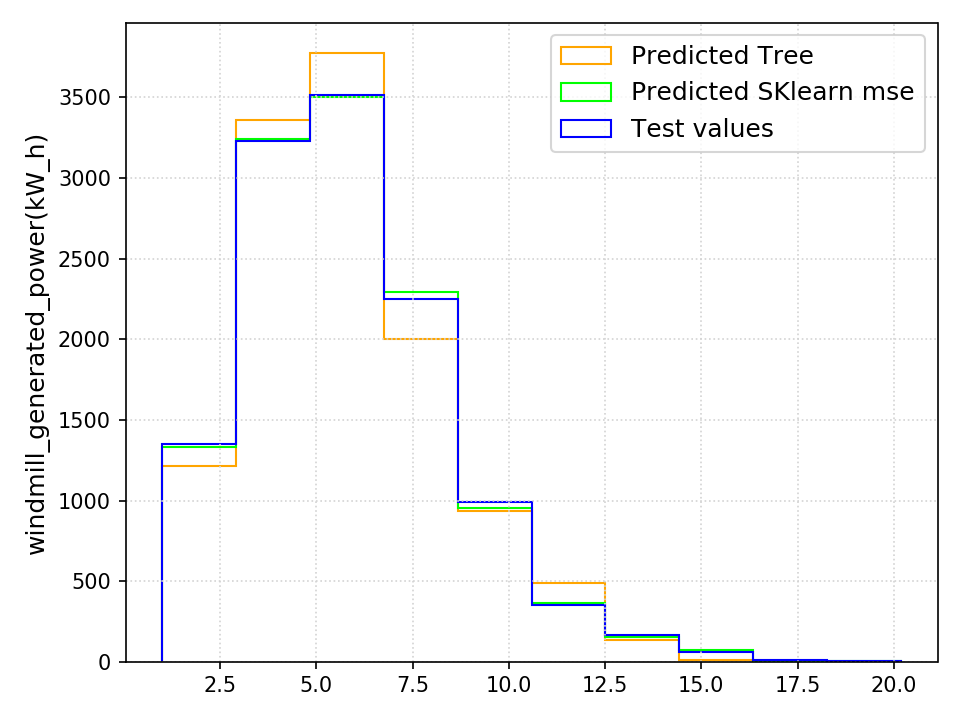 Predicted Tree
Predicted SKlearn mse
Test values
windmill_generated_power(kW_h)
3500
3000
2500
2000
1500
1000
500
0
2.5 5.0 7.5 10.0 12.5 15.0 17.5 20.0